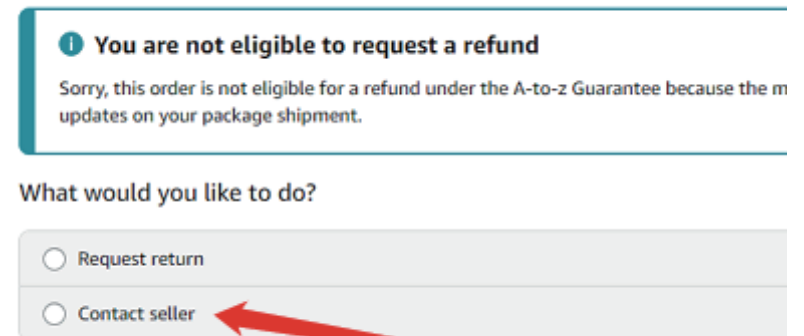 You are not eligible to request a refund
Sorry, this order is not eligible for a refund under the A-to-z Guarantee because the
updates on your package shipment.
What would you like to do?
Request return
Contact seller